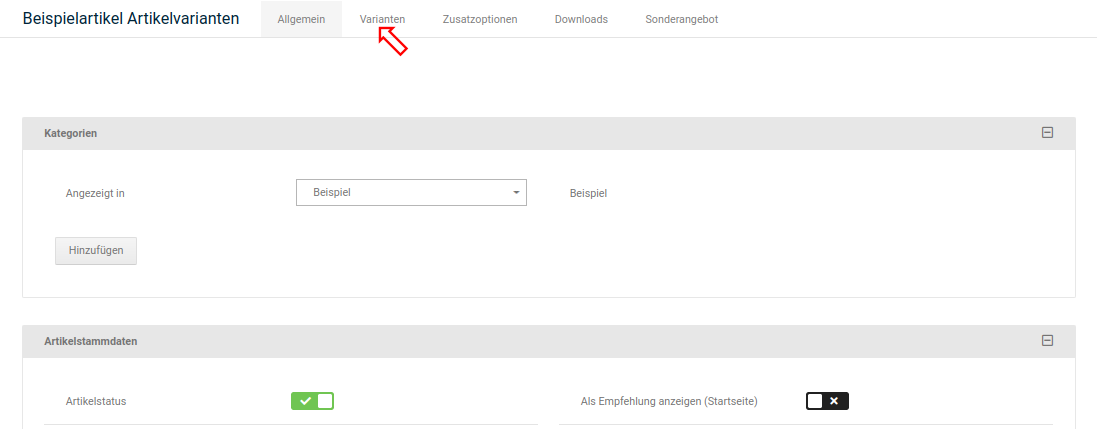 Beispielartikel Artikelvarianten Allgemein Varianten Zusatzoptionen Downloads Sonderangebot
Kategorien
Angezeigt in Beispiel Beispiel
Hinzufügen
Artikelstammdaten
Artikelstatus Als Empfehlung anzeigen (Startseite)